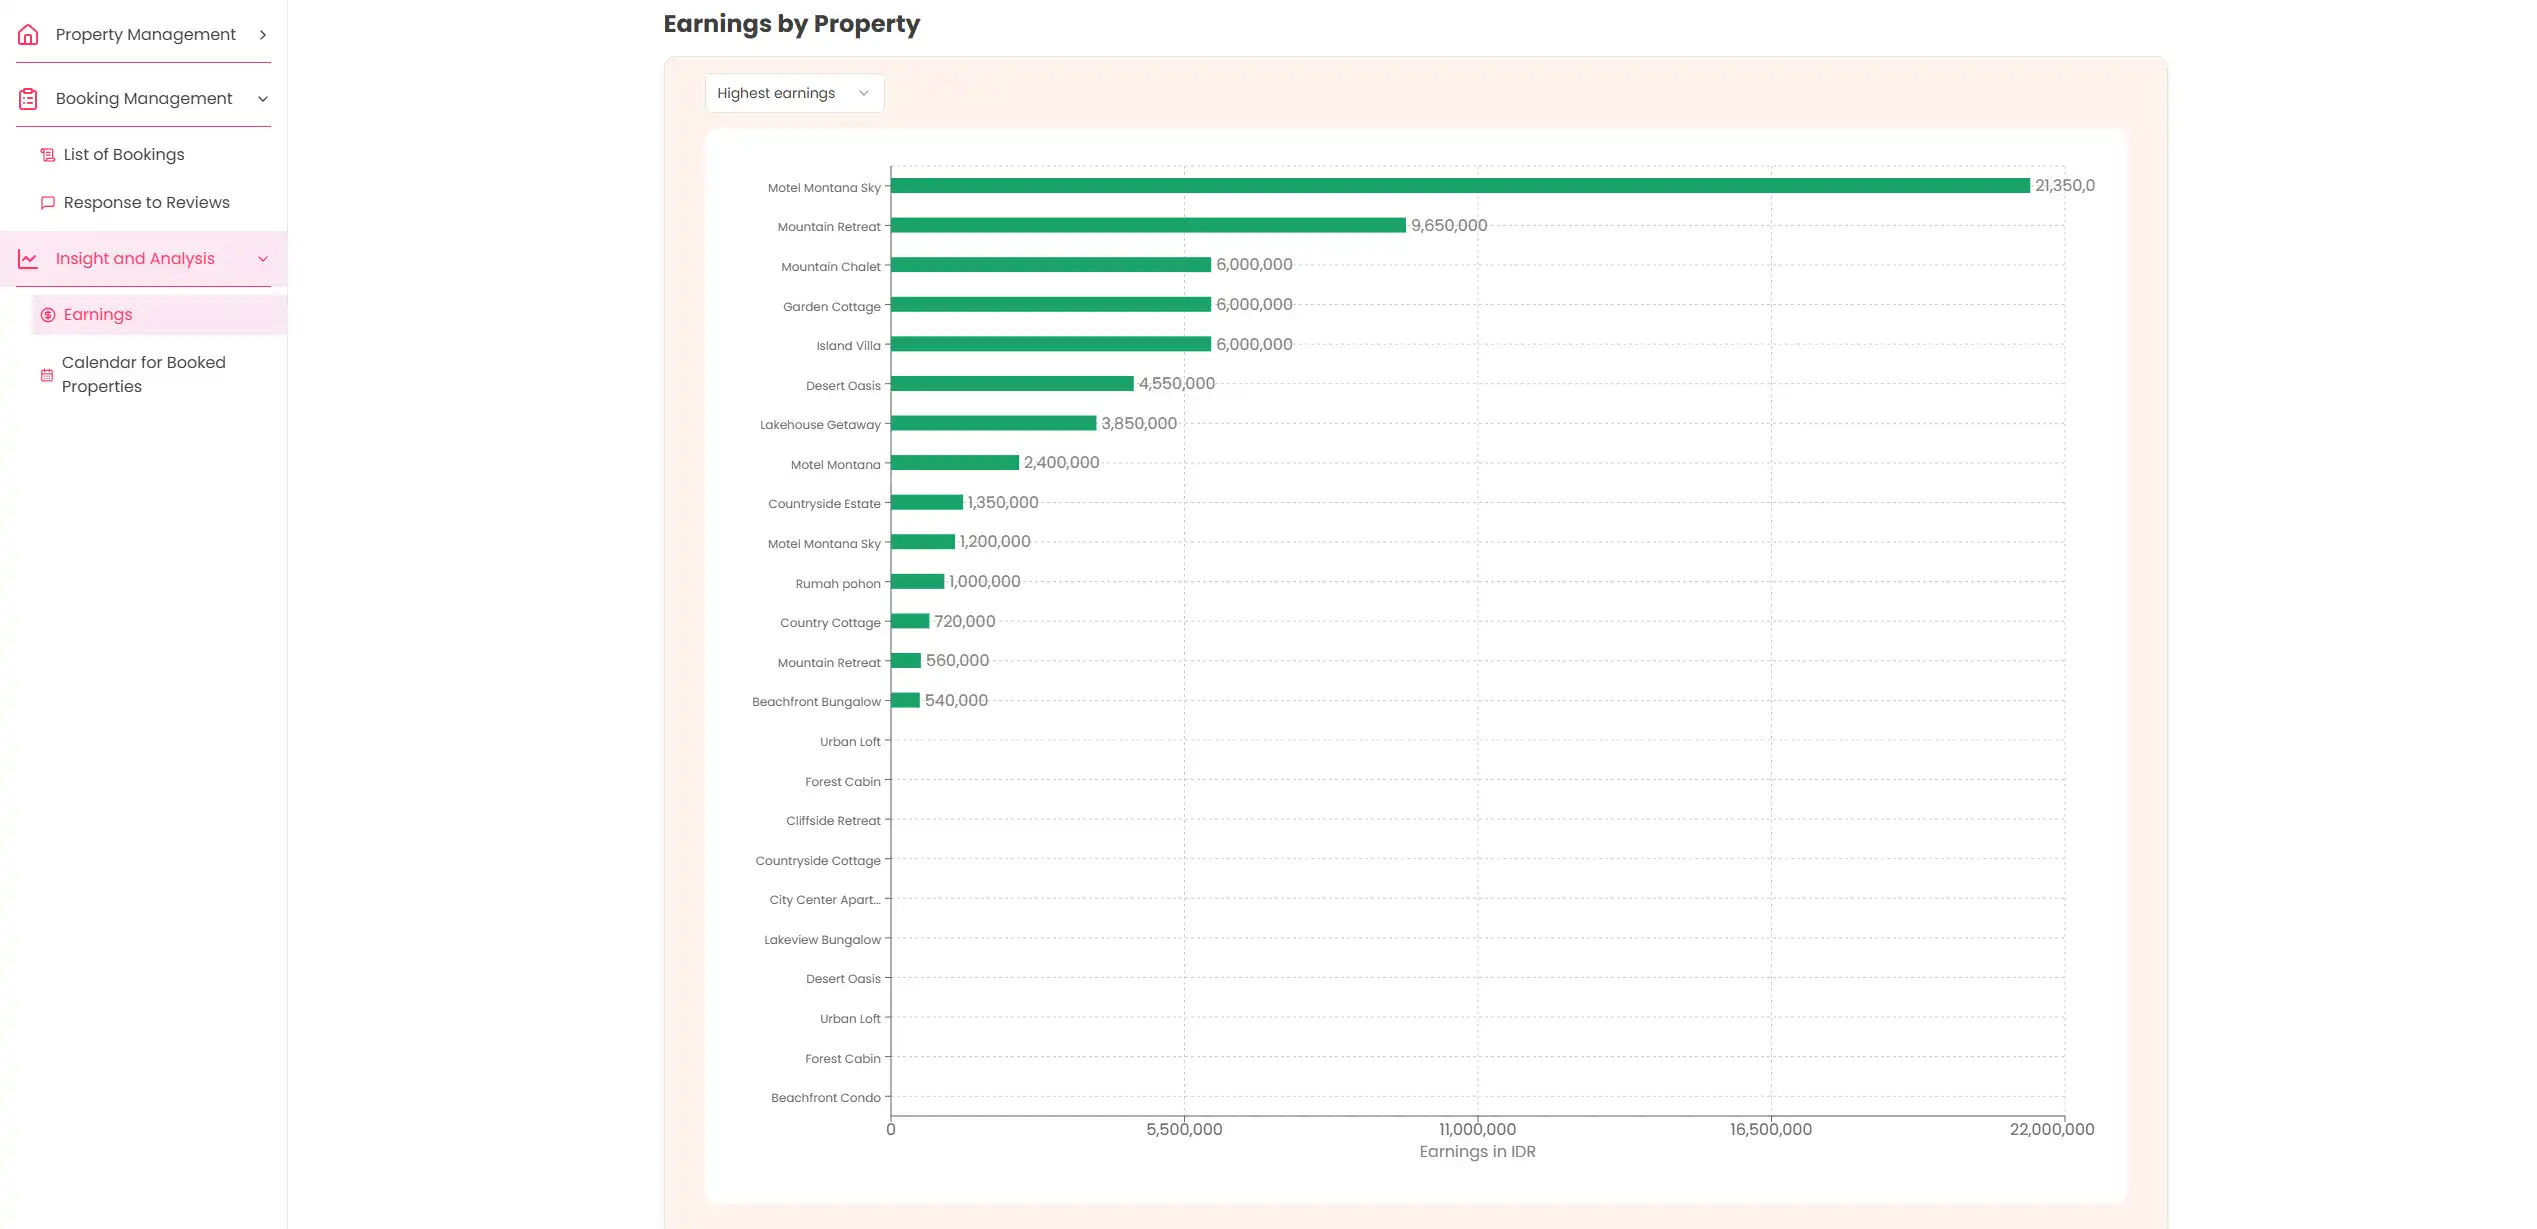 Property Management
Booking Management
List of Bookings
Response to Reviews
Insight and Analysis
Earnings
Calendar for Booked
Properties
Earnings by Property
Highest earnings
Motel Montana Sky 21,350,0
Mountain Retreat 9,650,000
Mountain Chalet 6,000,000
Garden Cottage 6,000,000
Island Villa 6,000,000
Desert Oasis 4,550,000
Lakehouse Getaway 3,850,000
Motel Montana 2,400,000
Countryside Estate 1,350,000
Motel Montana Sky 1,200,000
Rumah pohon 1,000,000
Country Cottage 720,000
Mountain Retreat 560,000
Beachfront Bungalow 540,000
Urban Loft
Forest Cabin
Cliffside Retreat
Countryside Cottage
City Center Apart...
Lakeview Bungalow
Desert Oasis
Urban Loft
Forest Cabin
Beachfront Condo
0 5,500,000 11,000,000 16,500,000 22,000,000
Earnings in IDR